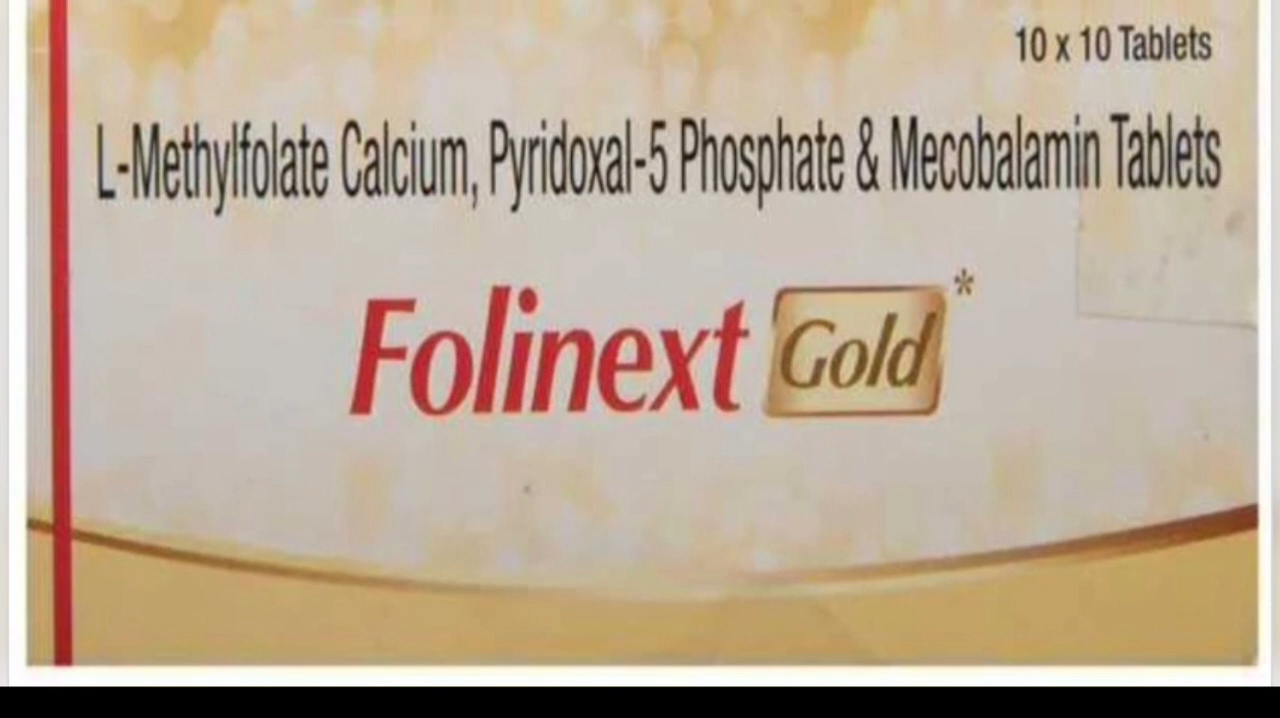 10 x 10 Tablets
L-Methylfolate Calcium, Pyridoxal-5 Phosphate & Mecobalamin Tablets
Folinext Gold*